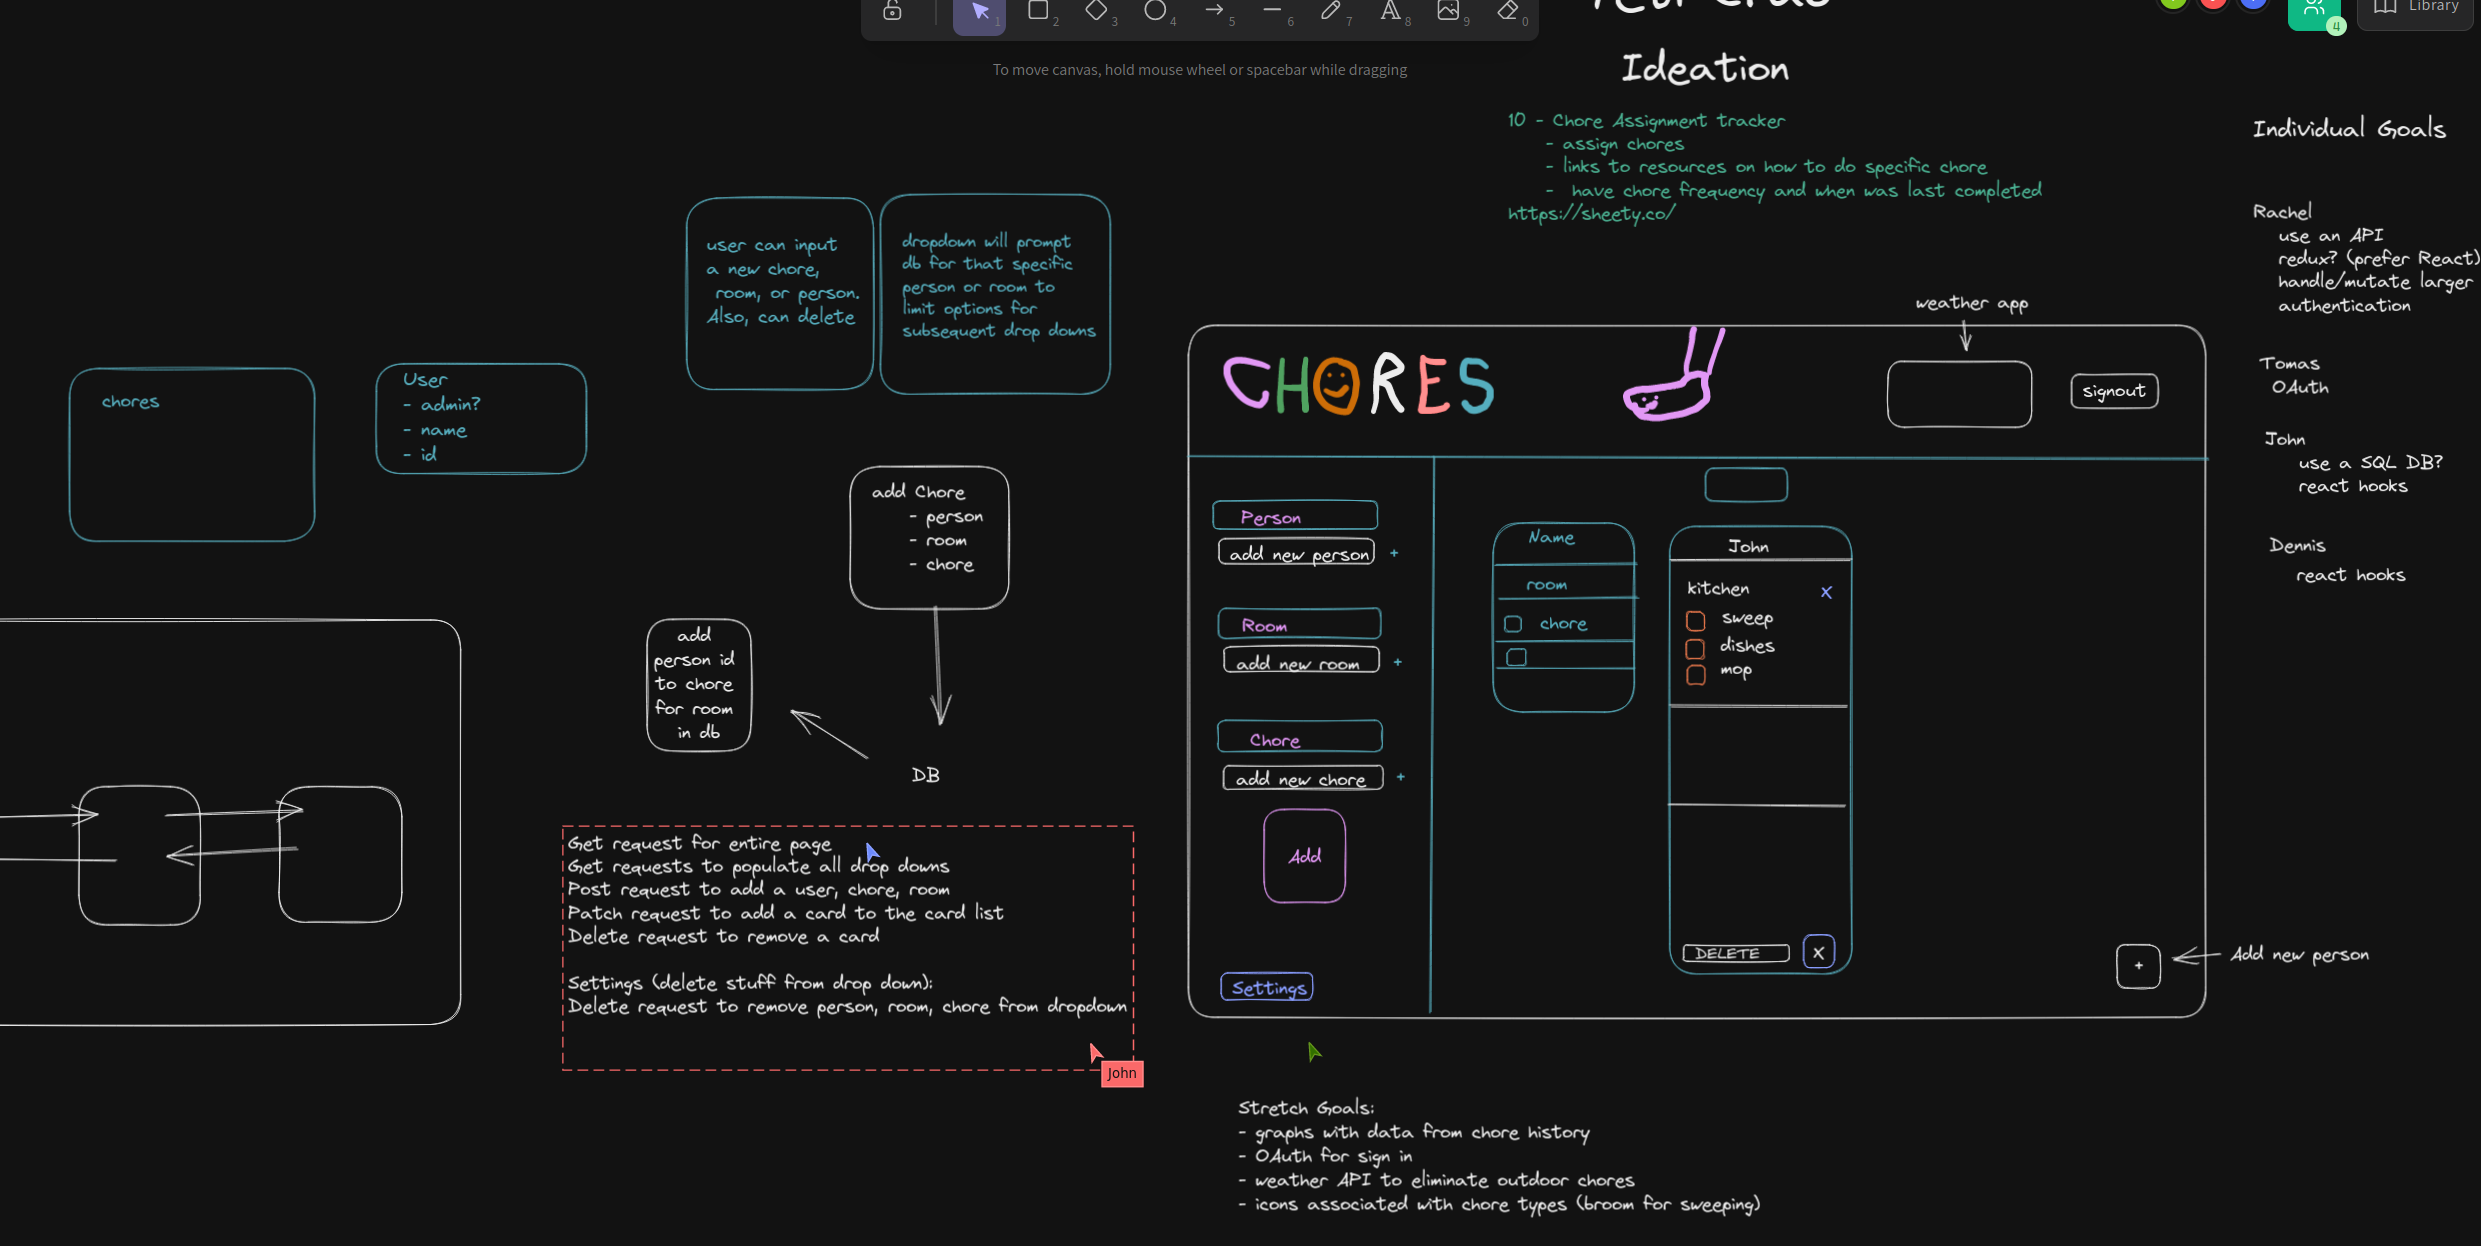 1
2
3
4
5
6
7
8
9
0
4
Library
To move canvas, hold mouse wheel or spacebar while dragging
Ideation
10 - Chore Assignment tracker
- assign chores
- links to resources on how to do specific chore
- have chore frequency and when was last completed
https://sheety.co/
Individual Goals
Rachel
use an API
redux? (prefer React)
handle/mutate larger
authentication
Tomas
OAuth
John
use a SQL DB?
react hooks
Dennis
react hooks
user can input
a new chore,
room, or person.
Also, can delete
dropdown will prompt
db for that specific
person or room to
limit options for
subsequent drop downs
chores
User
- admin?
- name
- id
add Chore
- person
- room
- chore
add
person id
to chore
for room
in db
DB
Get request for entire page
Get requests to populate all drop downs
Post request to add a user, chore, room
Patch request to add a card to the card list
Delete request to remove a card
Settings (delete stuff from drop down):
Delete request to remove person, room, chore from dropdown
John
weather app
CHORES
signout
Person
add new person +
Room
add new room +
Chore
add new chore +
Add
Settings
Name
room
chore
John
kitchen X
sweep
dishes
mop
DELETE X
+
Add new person
Stretch Goals:
- graphs with data from chore history
- OAuth for sign in
- weather API to eliminate outdoor chores
- icons associated with chore types (broom for sweeping)